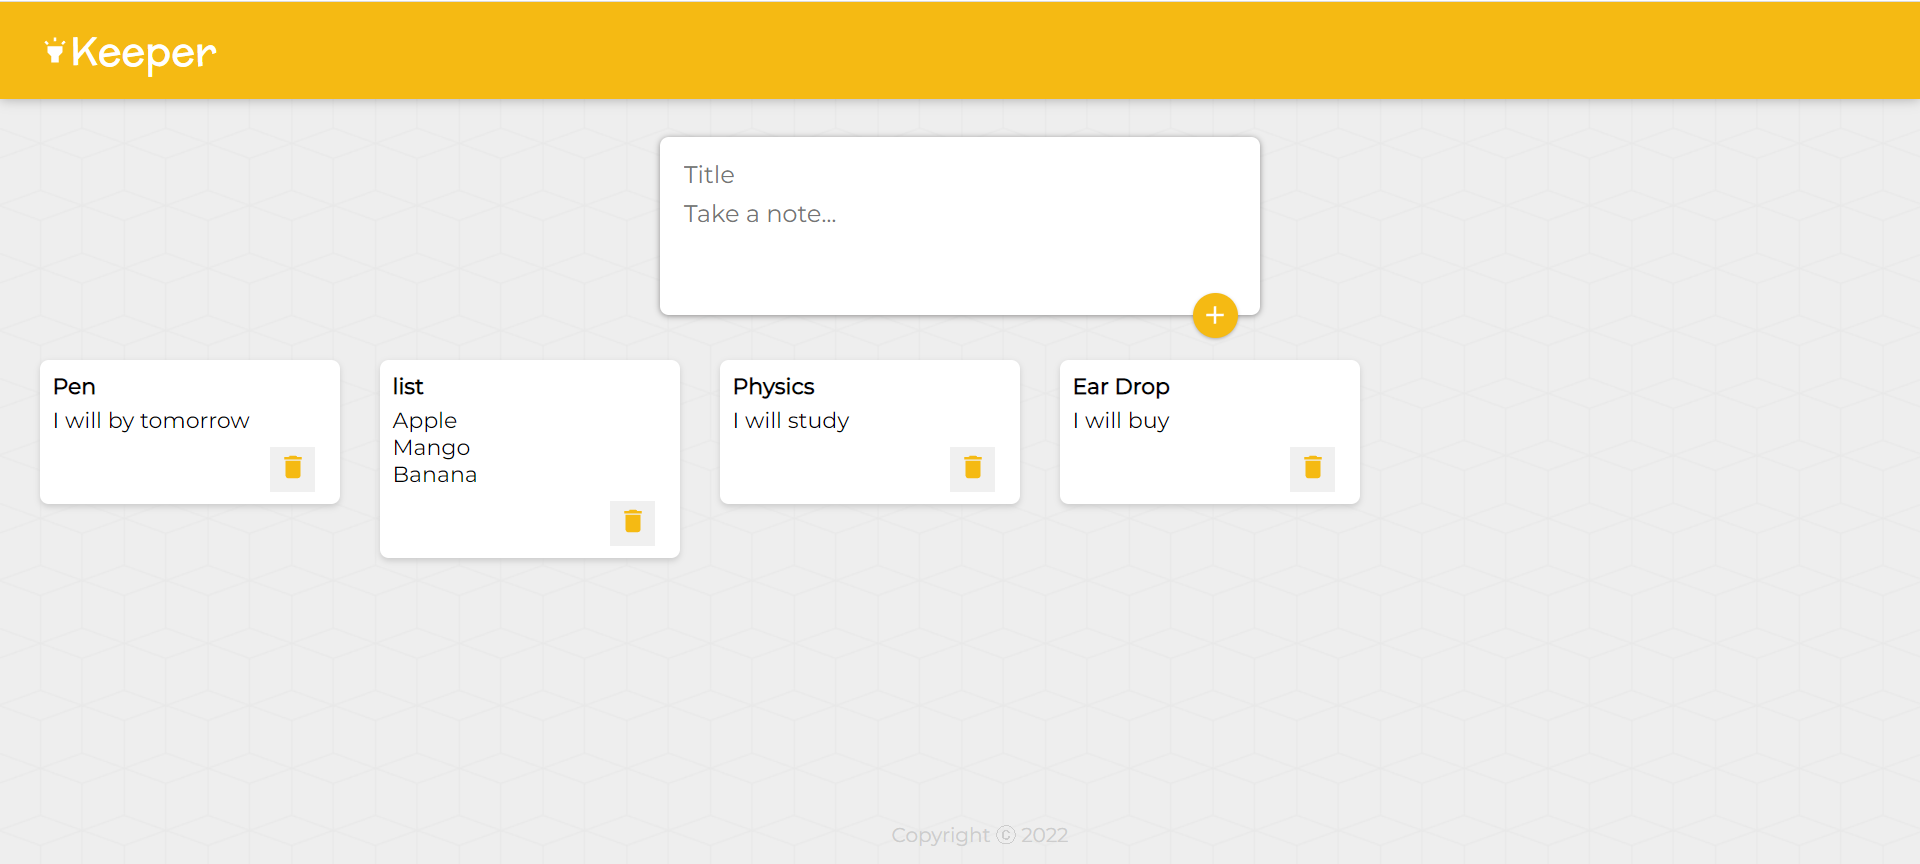 Keeper
Title
Take a note...
Pen
I will by tomorrow
list
Apple
Mango
Banana
Physics
I will study
Ear Drop
I will buy
Copyright ⓒ 2022